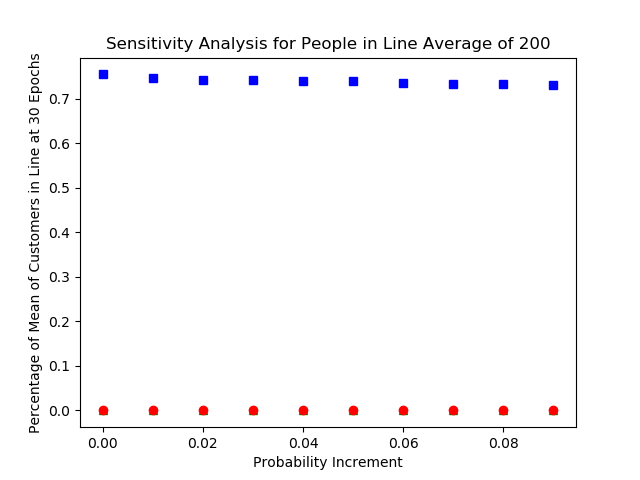 Sensitivity Analysis for People in Line Average of 200
Percentage of Mean of Customers in Line at 30 Epochs
0.7
0.6
0.5
0.4
0.3
0.2
0.1
0.0
0.00 0.02 0.04 0.06 0.08
Probability Increment